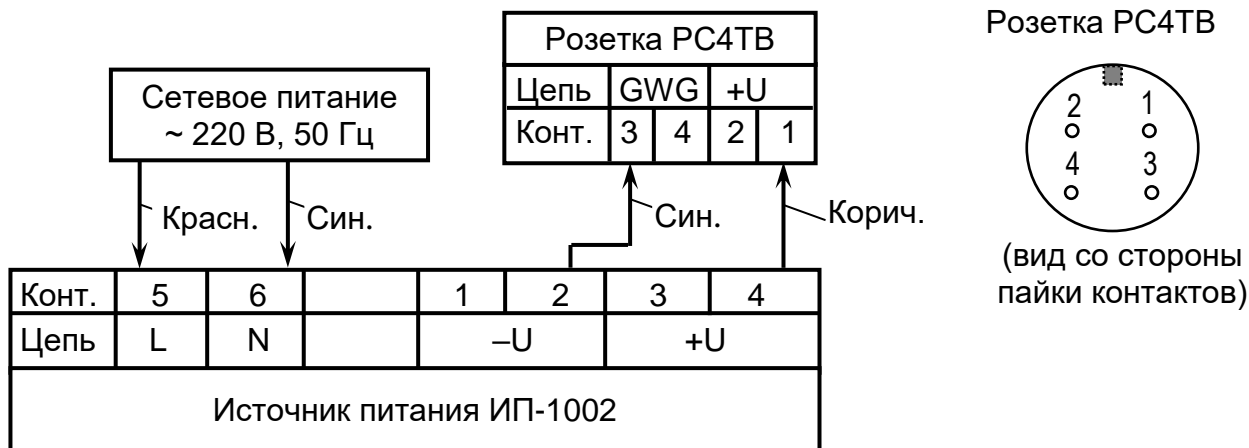 Розетка РС4ТВ
Цепь GWG +U
Конт. 3 4 2 1
Сетевое питание
~ 220 В, 50 Гц
Красн. Син. Син. Корич.
Конт. 5 6 1 2 3 4
Цепь L N –U +U
Источник питания ИП-1002
Розетка РС4ТВ
2 1
4 3
(вид со стороны
пайки контактов)